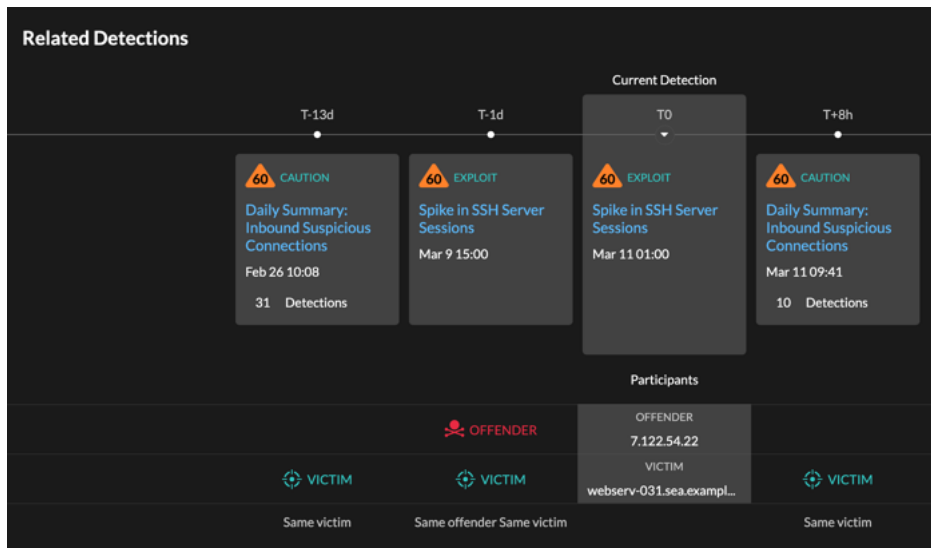 Related Detections
Current Detection
T-13d
T-1d
T0
T+8h
60 CAUTION
Daily Summary:
Inbound Suspicious
Connections
Feb 26 10:08
31 Detections
60 EXPLOIT
Spike in SSH Server
Sessions
Mar 9 15:00
60 EXPLOIT
Spike in SSH Server
Sessions
Mar 11 01:00
60 CAUTION
Daily Summary:
Inbound Suspicious
Connections
Mar 11 09:41
10 Detections
Participants
OFFENDER
OFFENDER
7.122.54.22
VICTIM
VICTIM
VICTIM
webserv-031.sea.exampl...
VICTIM
Same victim
Same offender Same victim
Same victim